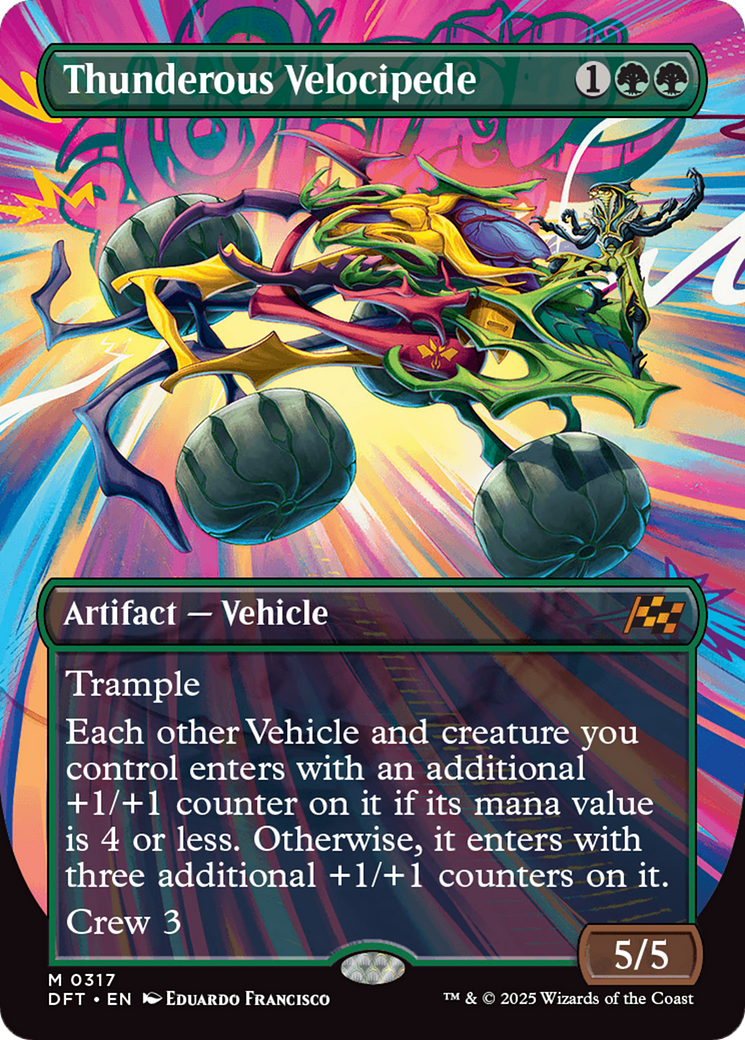 Thunderous Velocipede 1
Artifact — Vehicle
Trample
Each other Vehicle and creature you
control enters with an additional
+1/+1 counter on it if its mana value
is 4 or less. Otherwise, it enters with
three additional +1/+1 counters on it.
Crew 3
5/5
M 0317
DFT • EN Eduardo Francisco
™ & © 2025 Wizards of the Coast